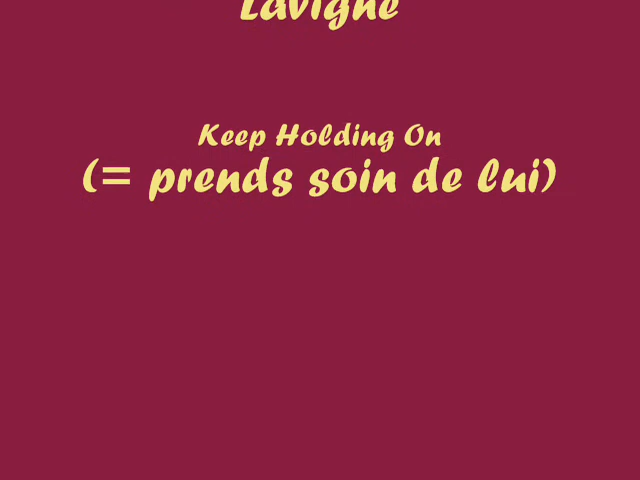 Lavigne
Keep Holding On
(= prends soin de lui)